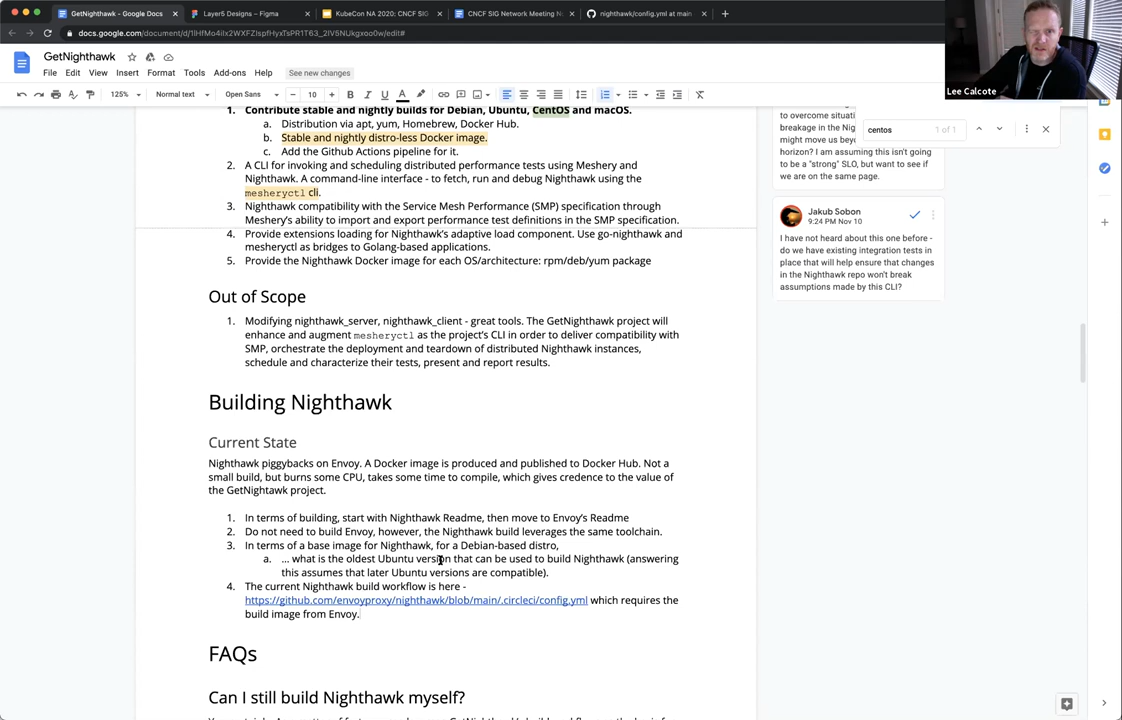 GetNighthawk - Google Docs
Layer5 Designs – Figma
KubeCon NA 2020: CNCF SIG
CNCF SIG Network Meeting N
nighthawk/config.yml at main
docs.google.com/document/d/
GetNighthawk
File Edit View Insert Format Tools Add-ons Help See new changes
125% Normal text Open Sans 10
Lee Calcote
centos 1 of 1
1. Contribute stable and nightly builds for Debian, Ubuntu, CentOS and macOS.
a. Distribution via apt, yum, Homebrew, Docker Hub.
b. Stable and nightly distro-less Docker image.
c. Add the Github Actions pipeline for it.
2. A CLI for invoking and scheduling distributed performance tests using Meshery and
Nighthawk. A command-line interface - to fetch, run and debug Nighthawk using the
mesheryctl cli.
3. Nighthawk compatibility with the Service Mesh Performance (SMP) specification through
Meshery's ability to import and export performance test definitions in the SMP specification.
4. Provide extensions loading for Nighthawk's adaptive load component. Use go-nighthawk and
mesheryctl as bridges to Golang-based applications.
5. Provide the Nighthawk Docker image for each OS/architecture: rpm/deb/yum package
Out of Scope
1. Modifying nighthawk_server, nighthawk_client - great tools. The GetNighthawk project will
enhance and augment mesheryctl as the project's CLI in order to deliver compatibility with
SMP, orchestrate the deployment and teardown of distributed Nighthawk instances,
schedule and characterize their tests, present and report results.
Building Nighthawk
Current State
Nighthawk piggybacks on Envoy. A Docker image is produced and published to Docker Hub. Not a
small build, but burns some CPU, takes some time to compile, which gives credence to the value of
the GetNightawk project.
1. In terms of building, start with Nighthawk Readme, then move to Envoy's Readme
2. Do not need to build Envoy, however, the Nighthawk build leverages the same toolchain.
3. In terms of a base image for Nighthawk, for a Debian-based distro,
a. ... what is the oldest Ubuntu version that can be used to build Nighthawk (answering
this assumes that later Ubuntu versions are compatible).
4. The current Nighthawk build workflow is here -
https://github.com/envoyproxy/nighthawk/blob/main/.circleci/config.yml which requires the
build image from Envoy.
FAQs
Can I still build Nighthawk myself?
to overcome situati
breakage in the Nig
might move us beyo
horizon? I am assuming this isn't going
to be a "strong" SLO, but want to see if
we are on the same page.
Jakub Sobon
9:24 PM Nov 10
I have not heard about this one before -
do we have existing integration tests in
place that will help ensure that changes
in the Nighthawk repo won't break
assumptions made by this CLI?